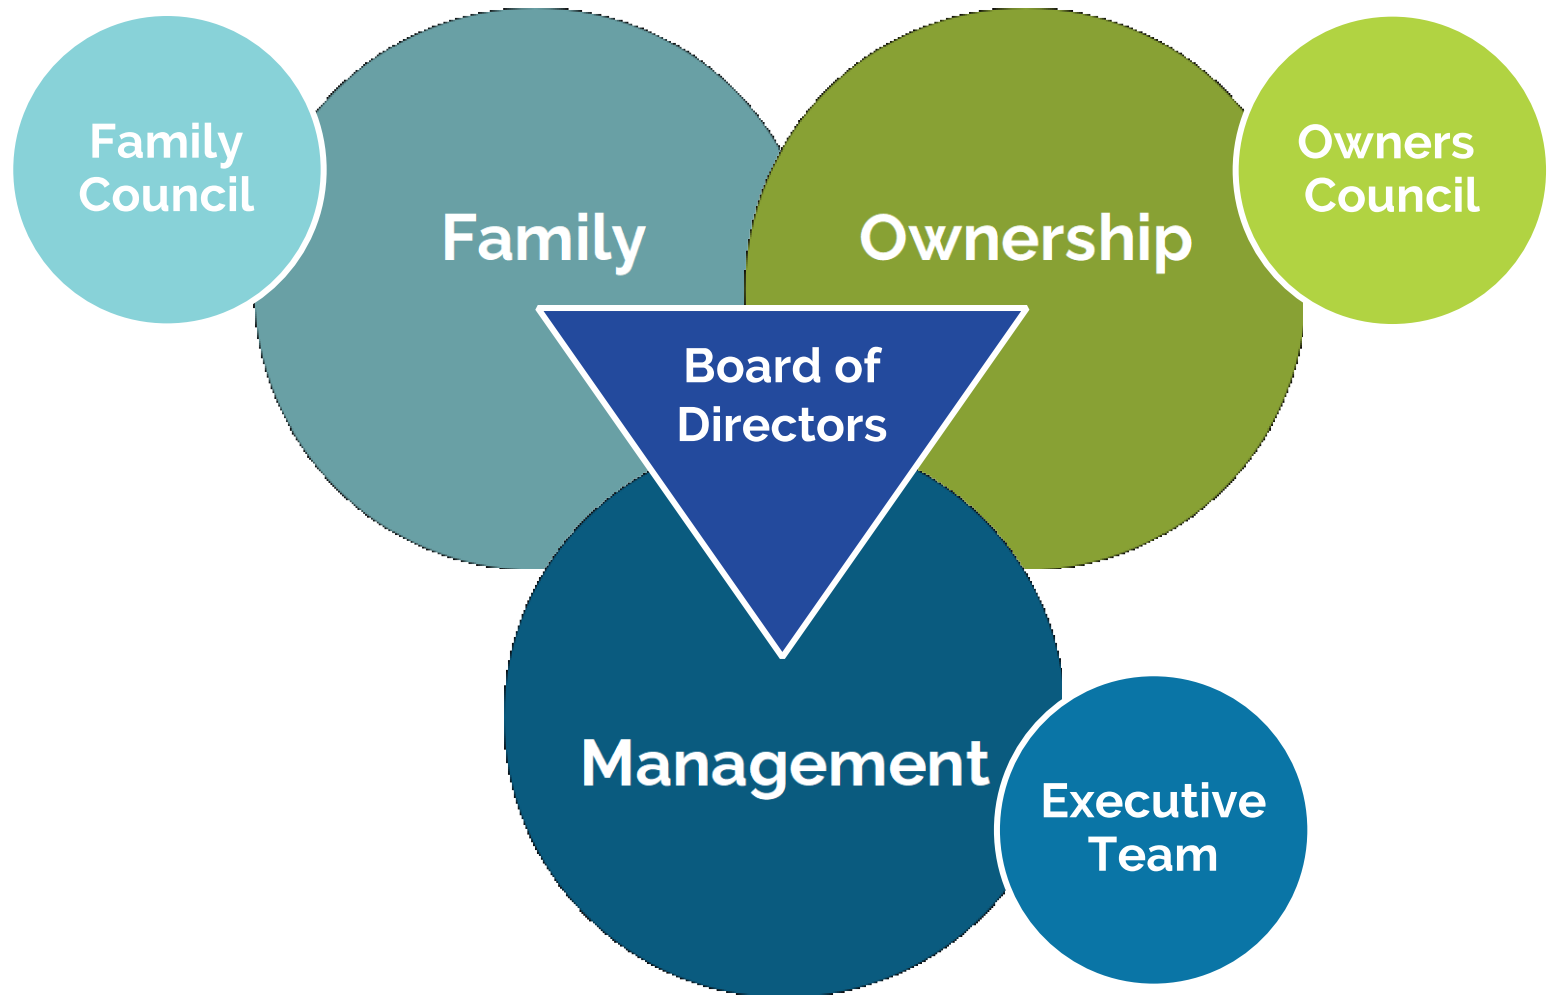 Family
Council
Family
Ownership
Owners
Council
Board of
Directors
Management
Executive
Team